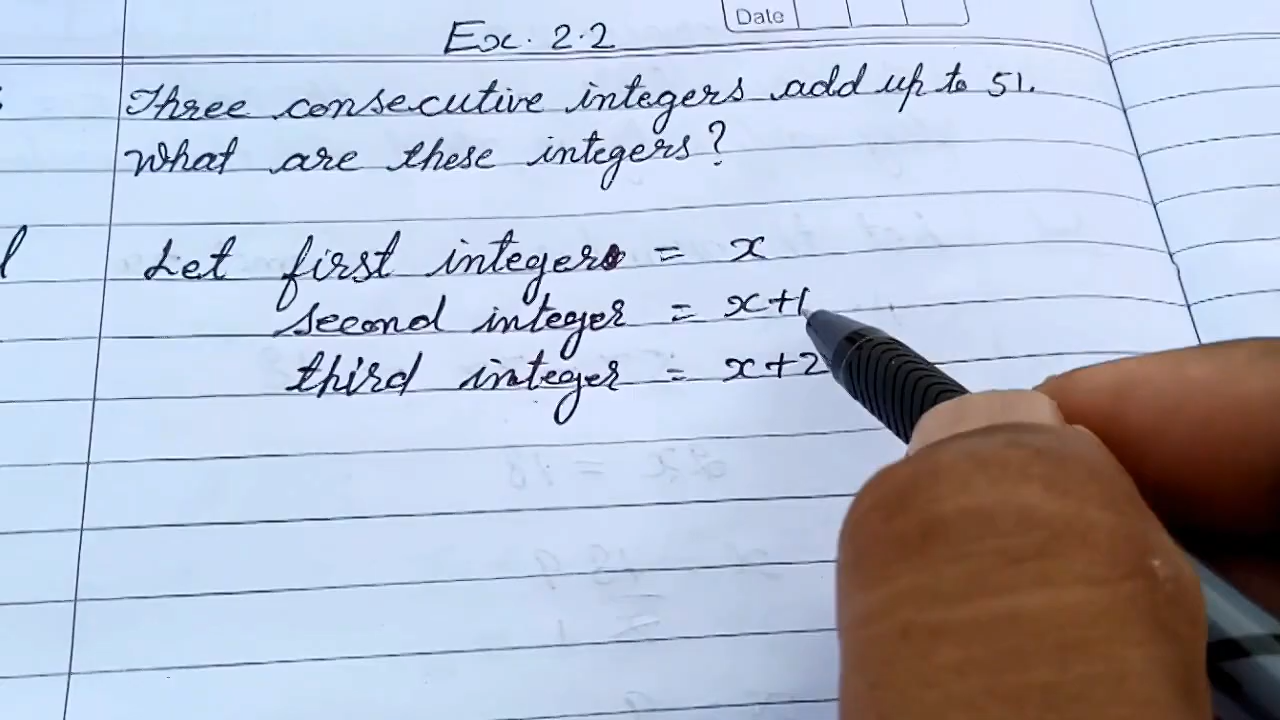 Date
Ex. 2.2
Three consecutive integers add up to 51.
What are these integers?
Let first integer = x
second integer = x+1
third integer = x+2